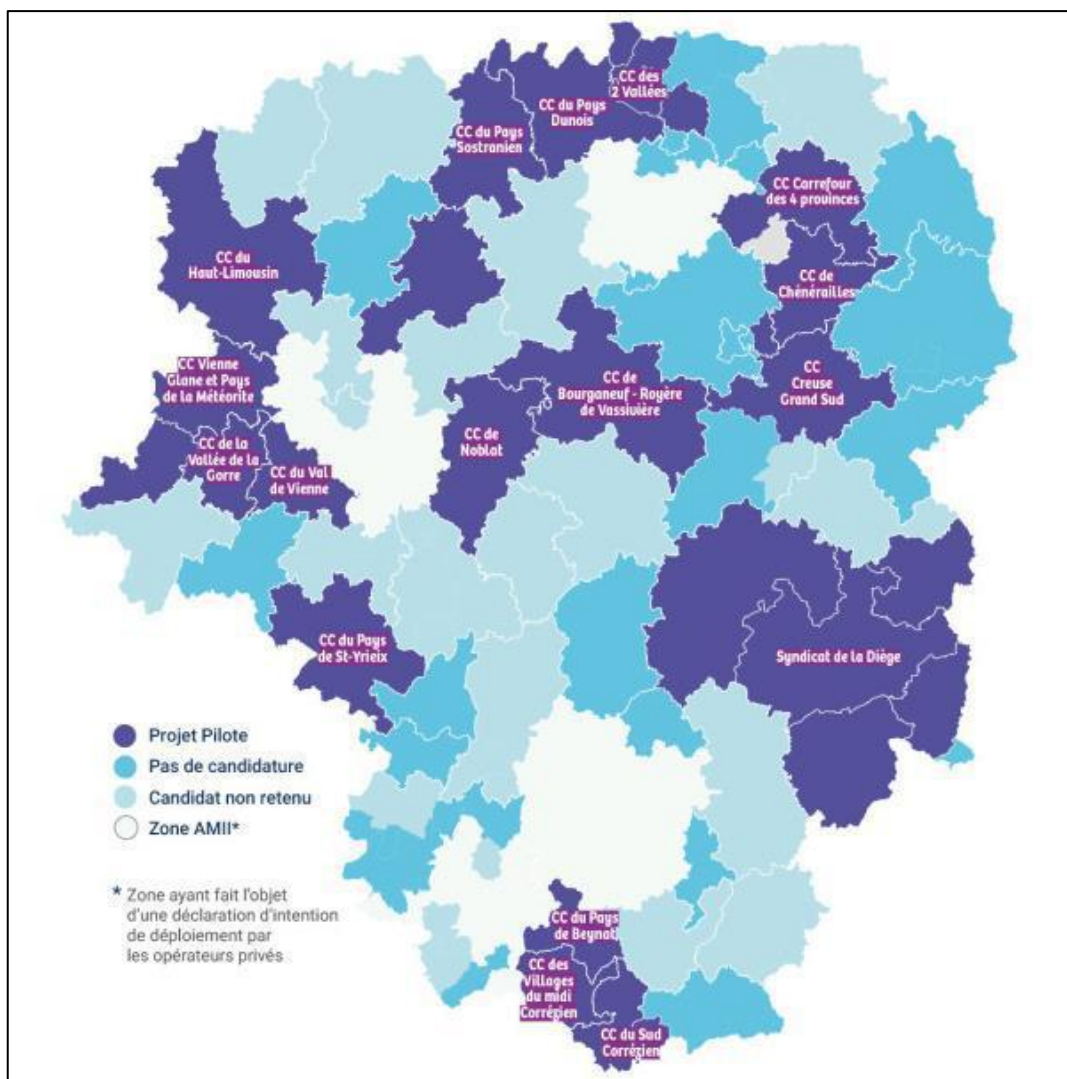 CC des
2 Vallées
CC du Pays
Dunois
CC du Pays
Sostranien
CC Carrefour
des 4 provinces
CC du
Haut-Limousin
CC de
Chénérailles
CC Vienne
Glane et Pays
de la Météorite
CC
Creuse
Grand Sud
CC de
Bourganeuf - Royère
de Vassivière
CC de
Noblat
CC de la
Vallée de la
Gorre
CC du Val
de Vienne
CC du Pays
de St-Yrieix
Syndicat de la Diège
Projet Pilote
Pas de candidature
Candidat non retenu
Zone AMII*
* Zone ayant fait l'objet
d'une déclaration d'intention
de déploiement par
les opérateurs privés
CC du Pays
de Beynat
CC des
Villages
du midi
Corrézien
CC du Sud
Corrézien